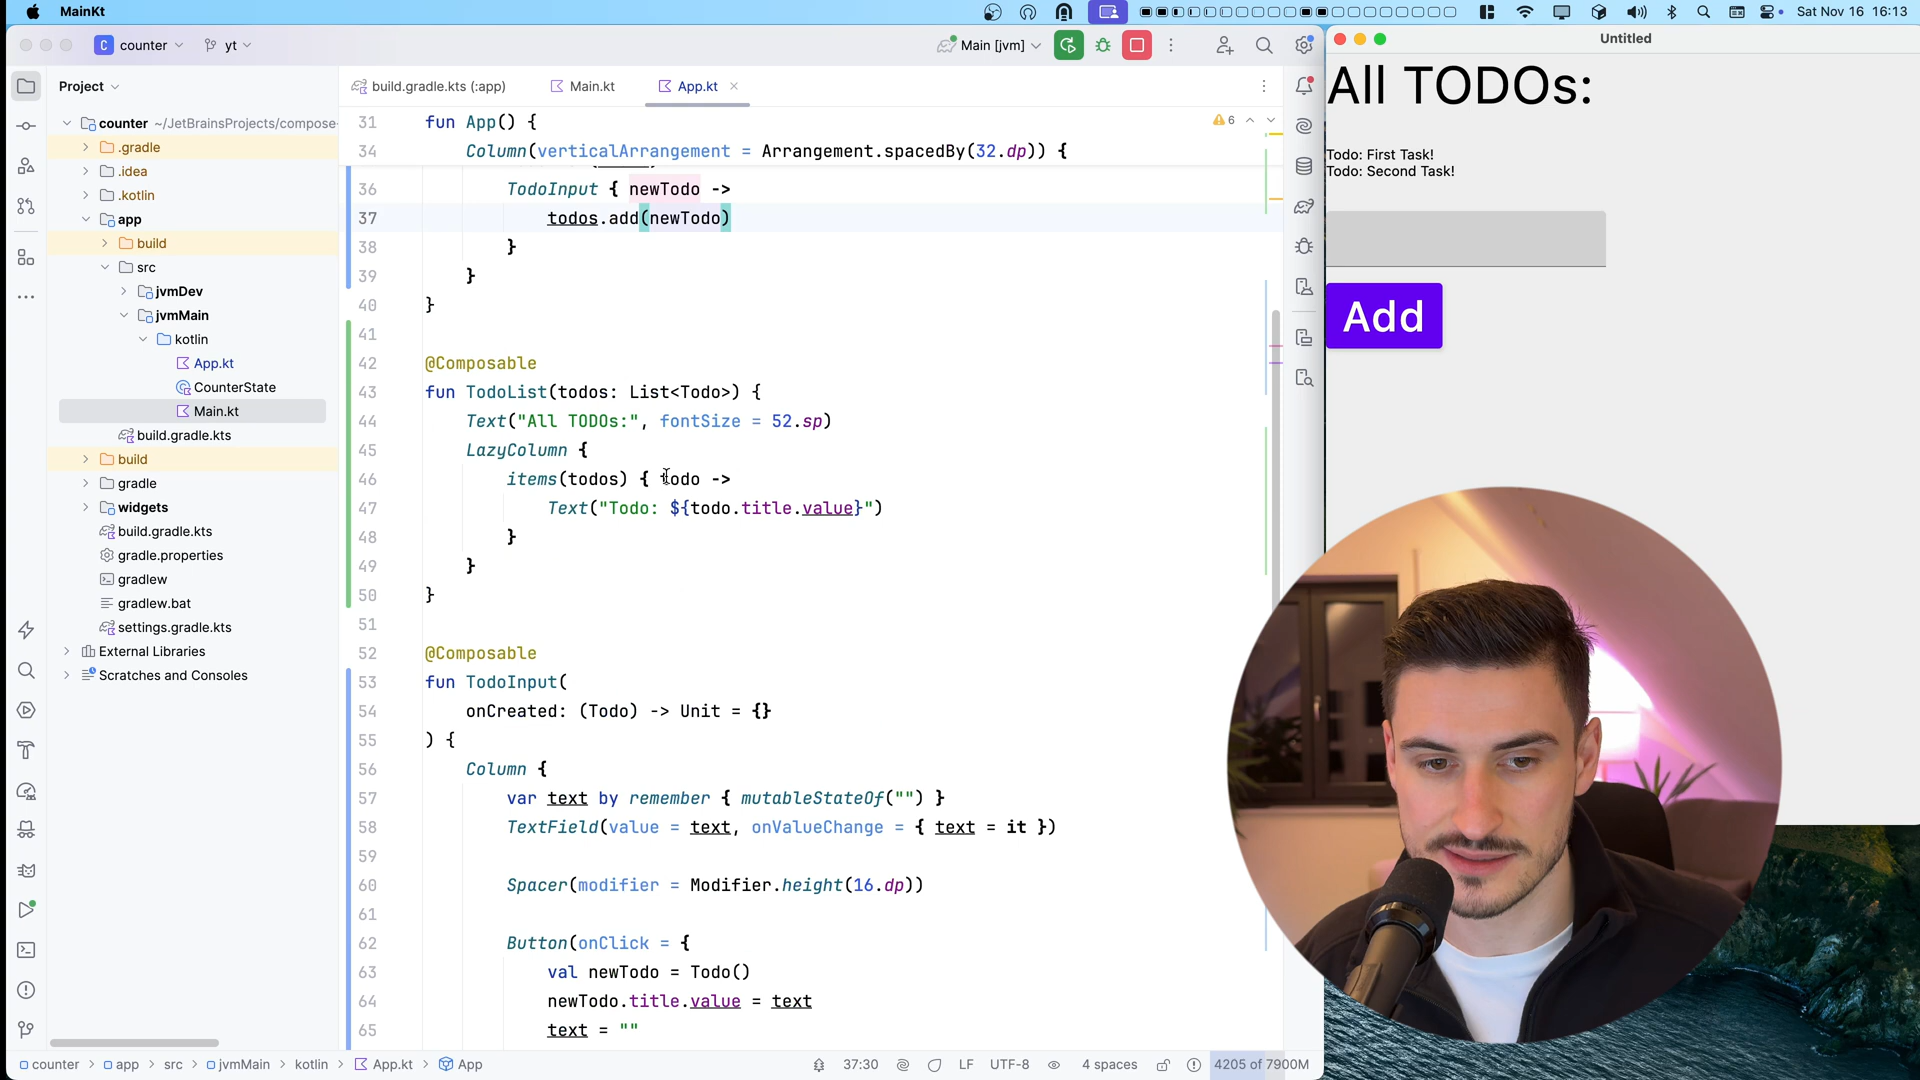 MainKt
Sat Nov 16 16:13
C counter
yt
Main [jvm]
Untitled
Project
build.gradle.kts (:app)
Main.kt
App.kt
counter ~/JetBrainsProjects/compose-
.gradle
.idea
.kotlin
app
build
src
jvmDev
jvmMain
kotlin
App.kt
CounterState
Main.kt
build.gradle.kts
build
gradle
widgets
build.gradle.kts
gradle.properties
gradlew
gradlew.bat
settings.gradle.kts
External Libraries
Scratches and Consoles
6
31 fun App() {
34 Column(verticalArrangement = Arrangement.spacedBy(32.dp)) {
36 TodoInput { newTodo ->
37 todos.add(newTodo)
38 }
39 }
40 }
41
42 @Composable
43 fun TodoList(todos: List<Todo>) {
44 Text("All TODOs:", fontSize = 52.sp)
45 LazyColumn {
46 items(todos) { todo ->
47 Text("Todo: ${todo.title.value}")
48 }
49 }
50 }
51
52 @Composable
53 fun TodoInput(
54 onCreated: (Todo) -> Unit = {}
55 ) {
56 Column {
57 var text by remember { mutableStateOf("") }
58 TextField(value = text, onValueChange = { text = it })
59
60 Spacer(modifier = Modifier.height(16.dp))
61
62 Button(onClick = {
63 val newTodo = Todo()
64 newTodo.title.value = text
65 text = ""
All TODOs:
Todo: First Task!
Todo: Second Task!
Add
counter
app
src
jvmMain
kotlin
App.kt
App
37:30
LF
UTF-8
4 spaces
4205 of 7900M